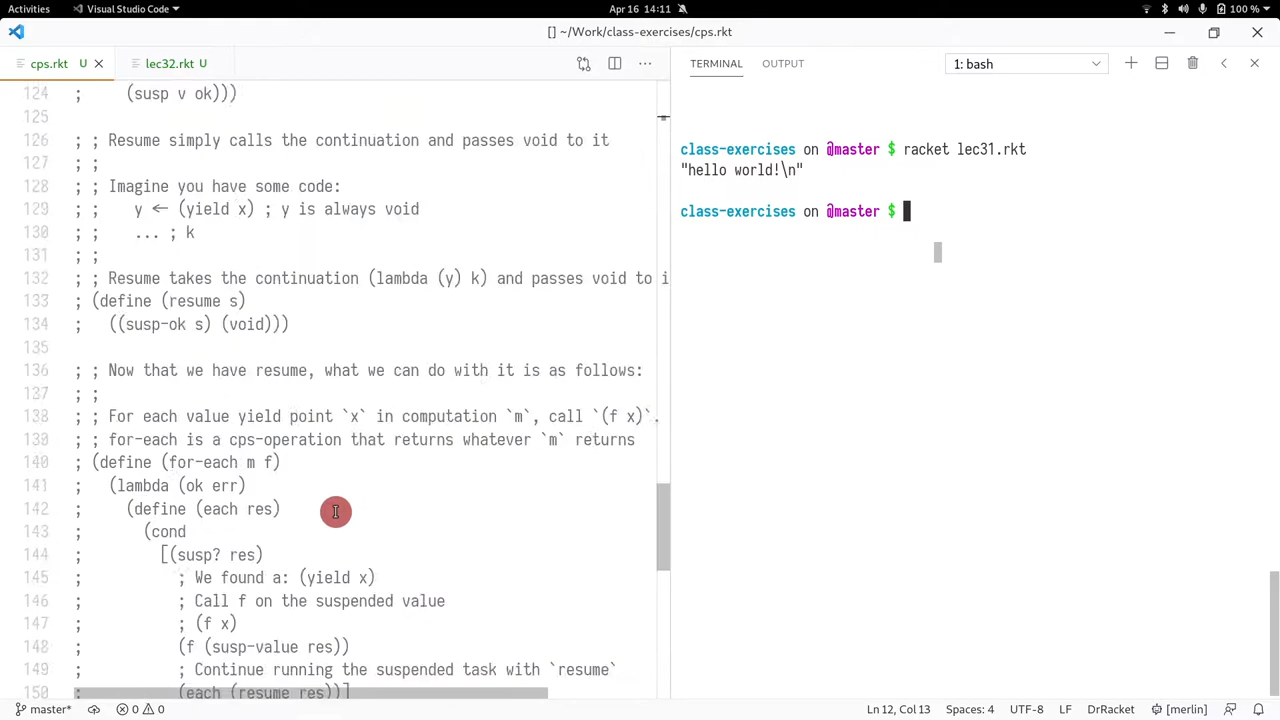 Activities Visual Studio Code Apr 16 14:11 100 %
[] ~/Work/class-exercises/cps.rkt
cps.rkt U lec32.rkt U ··· TERMINAL OUTPUT 1: bash
124 ; (susp v ok)))
125
126 ; ; Resume simply calls the continuation and passes void to it
127 ; ;
128 ; ; Imagine you have some code:
129 ; ; y ← (yield x) ; y is always void
130 ; ; ... ; k
131 ; ;
132 ; ; Resume takes the continuation (lambda (y) k) and passes void to i
133 ; (define (resume s)
134 ; ((susp-ok s) (void)))
135
136 ; ; Now that we have resume, what we can do with it is as follows:
137 ; ;
138 ; ; For each value yield point `x` in computation `m`, call `(f x)`.
139 ; ; for-each is a cps-operation that returns whatever `m` returns
140 ; (define (for-each m f)
141 ; (lambda (ok err)
142 ; (define (each res)
143 ; (cond
144 ; [(susp? res)
145 ; ; We found a: (yield x)
146 ; ; Call f on the suspended value
147 ; ; (f x)
148 ; (f (susp-value res))
149 ; ; Continue running the suspended task with `resume`
150 ; (each (resume res))]
class-exercises on @master $ racket lec31.rkt
"hello world!\n"
class-exercises on @master $
master* 0 0 Ln 12, Col 13 Spaces: 4 UTF-8 LF DrRacket [merlin]